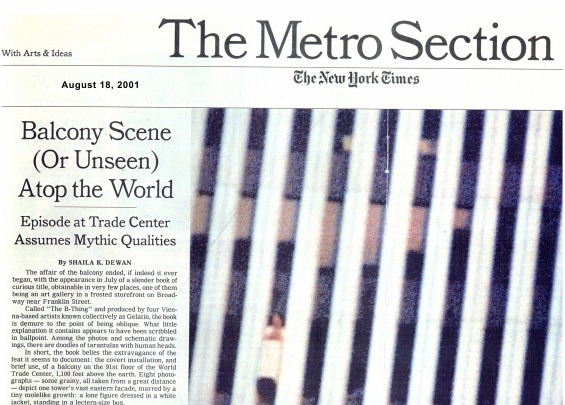 The Metro Section
With Arts & Ideas
The New York Times
August 18, 2001
Balcony Scene
(Or Unseen)
Atop the World
Episode at Trade Center
Assumes Mythic Qualities
By SHAILA K. DEWAN
The affair of the balcony ended, if indeed it ever
began, with the appearance in July of a slender book of
curious title, obtainable in very few places, one of them
being an art gallery in a frosted storefront on Broad-
way near Franklin Street.
Called "The B-Thing" and produced by four Vien-
na-based artists known collectively as Gelatin, the book
is demure to the point of being oblique. What little
explanation it contains appears to have been scribbled
in ballpoint. Among the photos and schematic draw-
ings, there are doodles of tarantulas with human heads.
In short, the book belies the extravagance of the
feat it seems to document: the covert installation, and
brief use, of a balcony on the 91st floor of the World
Trade Center, 1,100 feet above the earth. Eight photo-
graphs — some grainy, all taken from a great distance
— depict one tower's vast eastern facade, marred by a
tiny molelike growth: a lone figure dressed in a white
jacket, standing in a lectern-size box.